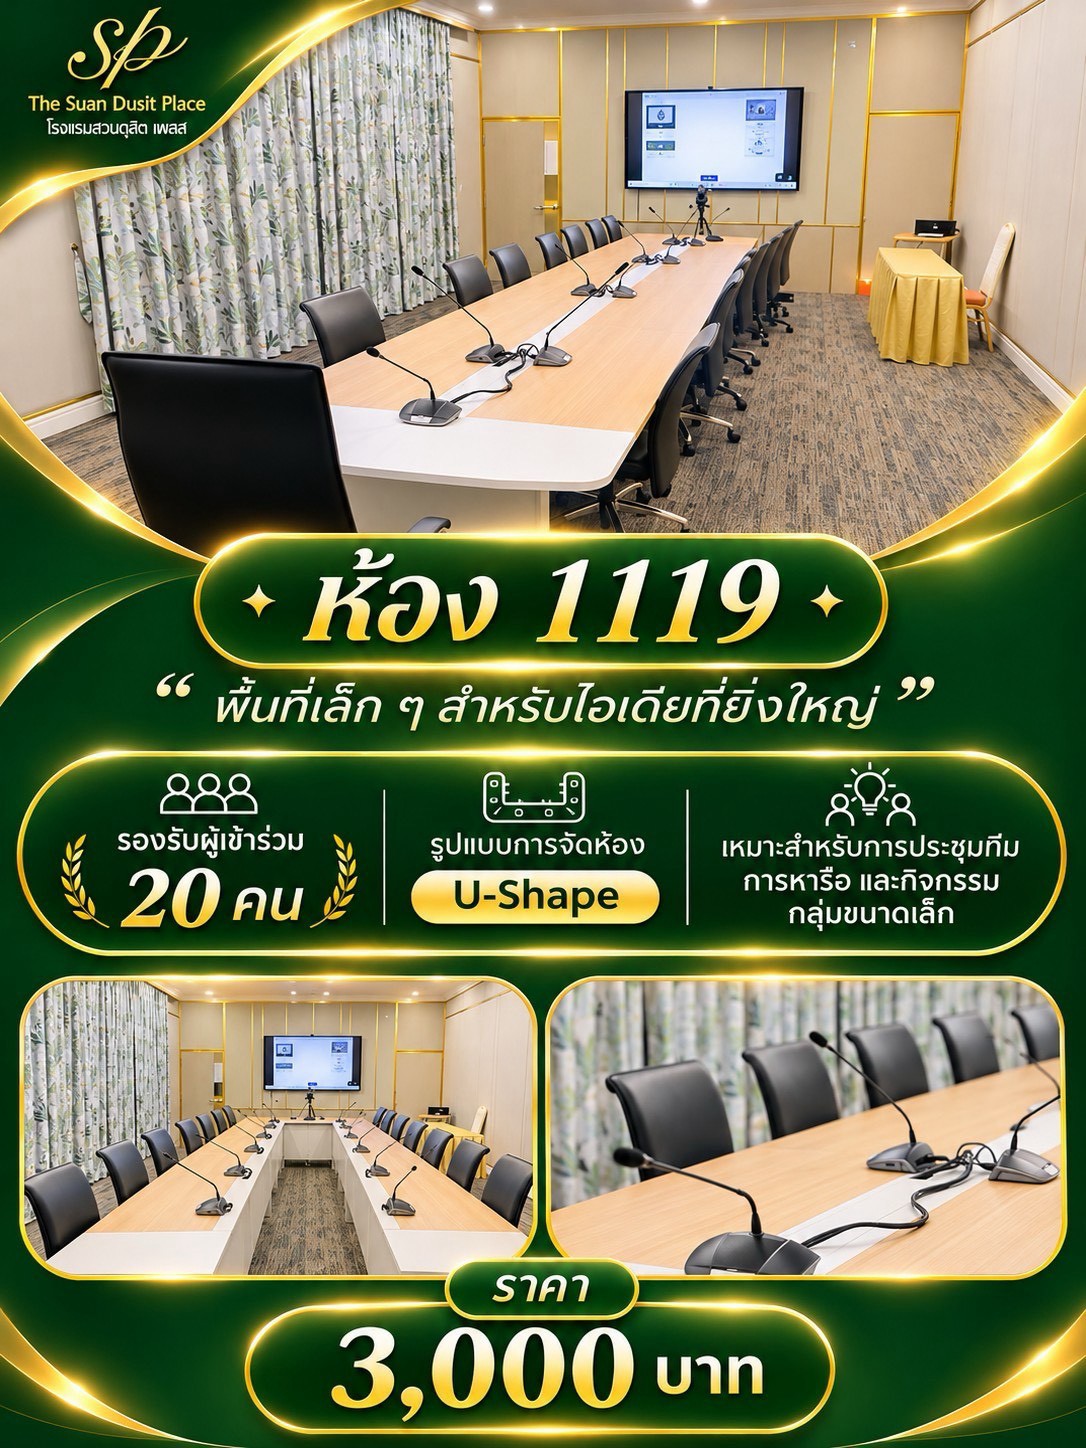 sp
The Suan Dusit Place
โรงแรมสวนดุสิต เพลส
ห้อง 1119
“ พื้นที่เล็ก ๆ สำหรับไอเดียที่ยิ่งใหญ่ ”
รองรับผู้เข้าร่วม
20 คน
รูปแบบการจัดห้อง
U-Shape
เหมาะสำหรับการประชุมทีม
การหารือ และกิจกรรม
กลุ่มขนาดเล็ก
ราคา
3,000 บาท